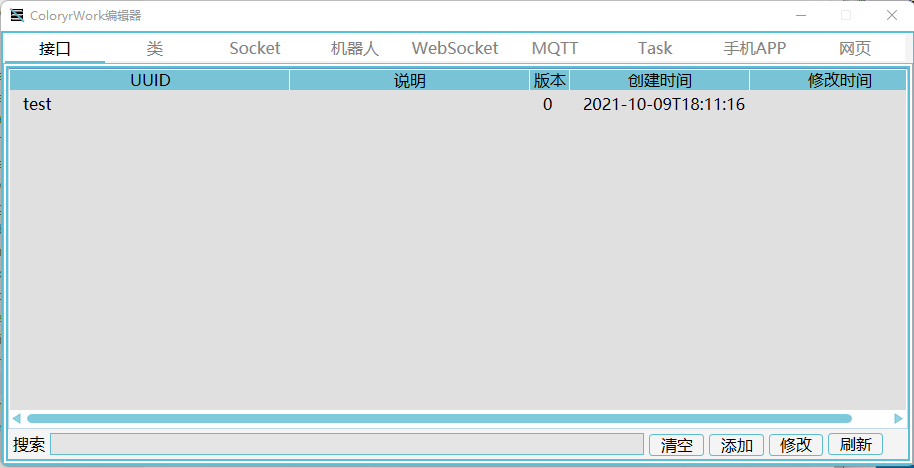 ColoryrWork编辑器
接口 类 Socket 机器人 WebSocket MQTT Task 手机APP 网页
UUID 说明 版本 创建时间 修改时间
test 0 2021-10-09T18:11:16
搜索 清空 添加 修改 刷新